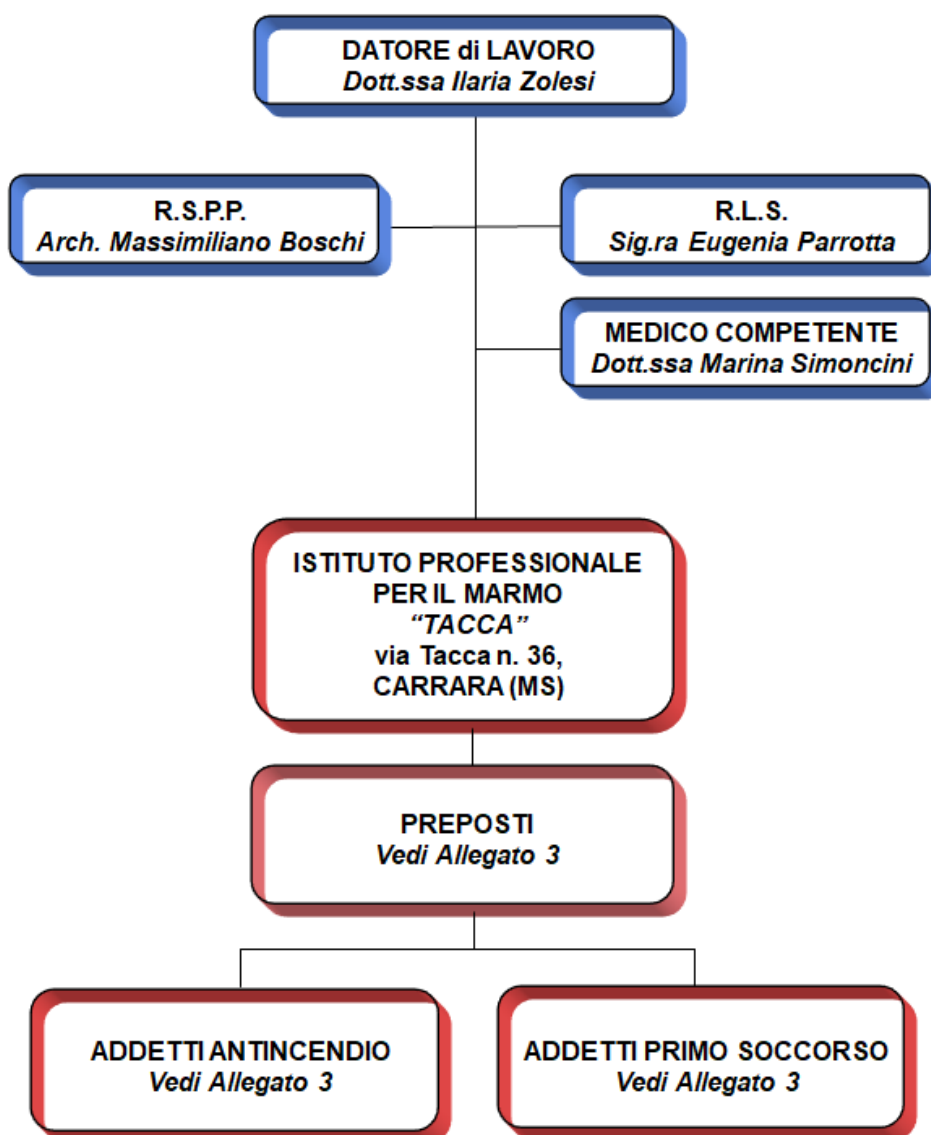 DATORE di LAVORO
Dott.ssa Ilaria Zolesi
R.S.P.P.
Arch. Massimiliano Boschi
R.L.S.
Sig.ra Eugenia Parrotta
MEDICO COMPETENTE
Dott.ssa Marina Simoncini
ISTITUTO PROFESSIONALE
PER IL MARMO
“TACCA”
via Tacca n. 36,
CARRARA (MS)
PREPOSTI
Vedi Allegato 3
ADDETTI ANTINCENDIO
Vedi Allegato 3
ADDETTI PRIMO SOCCORSO
Vedi Allegato 3